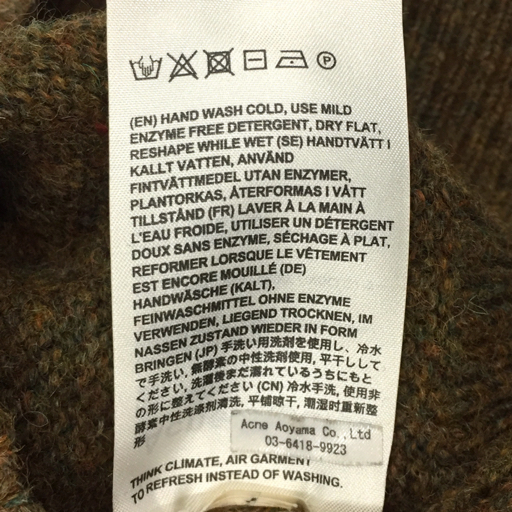 (EN) HAND WASH COLD, USE MILD
ENZYME FREE DETERGENT, DRY FLAT,
RESHAPE WHILE WET (SE) HANDTVÄTT I
KALLT VATTEN, ANVÄND
FINTVÄTTMEDEL UTAN ENZYMER,
PLANTORKAS, ÅTERFORMAS I VÅTT
TILLSTÅND (FR) LAVER À LA MAIN À
L'EAU FROIDE, UTILISER UN DÉTERGENT
DOUX SANS ENZYME, SÉCHAGE À PLAT,
REFORMER LORSQUE LE VÊTEMENT
EST ENCORE MOUILLÉ (DE)
HANDWÄSCHE (KALT),
FEINWASCHMITTEL OHNE ENZYME
VERWENDEN, LIEGEND TROCKNEN, IM
NASSEN ZUSTAND WIEDER IN FORM
BRINGEN (JP) 手洗い用洗剤を使用し、冷水
で手洗い, 無酵素の中性洗剤使用, 平干しして
ください, 洗濯後まだ濡れているうちにもと
の形に整えてください (CN) 冷水手洗, 使用非
酵素中性洗涤剂清洗, 平铺晾干, 潮湿时重新整
形
Acne Aoyama Co.,Ltd
03-6418-9923
THINK CLIMATE, AIR GARMENT
TO REFRESH INSTEAD OF WASHING.